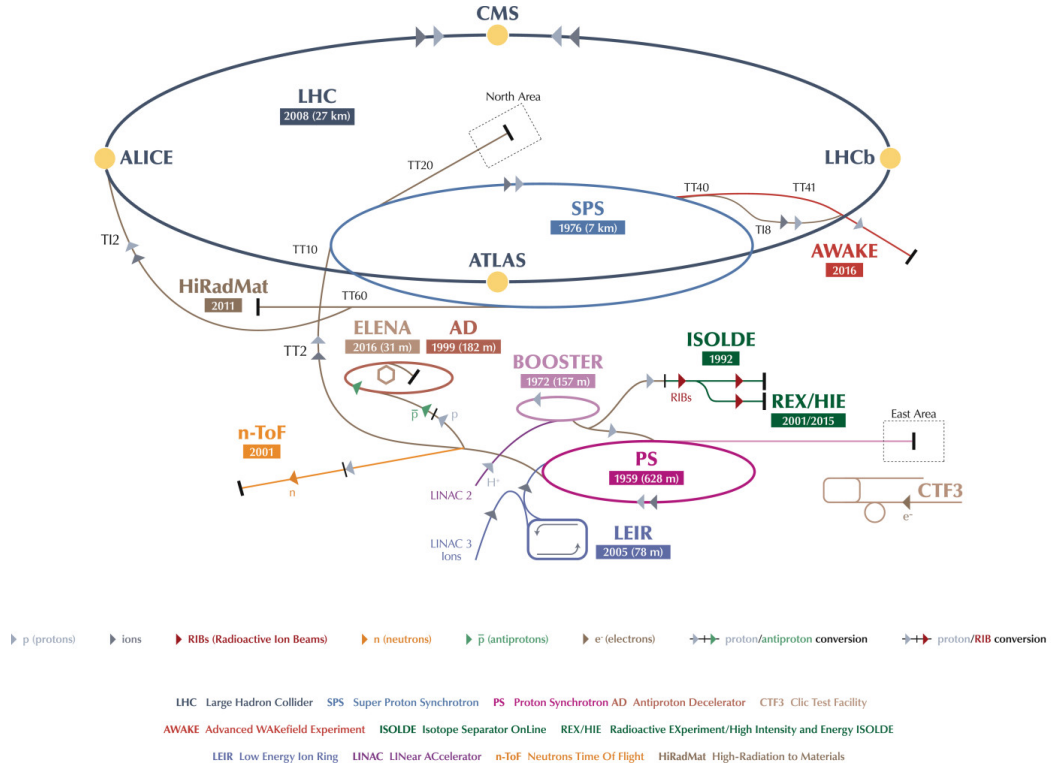 CMS
LHC
2008 (27 km)
North Area
ALICE
LHCb
TT20
TT40
TT41
SPS
1976 (7 km)
TI8
TI2
TT10
AWAKE
2016
ATLAS
HiRadMat
2011
TT60
ELENA
2016 (31 m)
AD
1999 (182 m)
TT2
BOOSTER
1972 (157 m)
ISOLDE
1992
RIBs
REX/HIE
2001/2015
p̅
p
East Area
n-ToF
2001
n
PS
1959 (628 m)
LINAC 2
H⁺
CTF3
e⁻
LEIR
2005 (78 m)
LINAC 3
Ions
p (protons)
ions
RIBs (Radioactive Ion Beams)
n (neutrons)
p̅ (antiprotons)
e⁻ (electrons)
proton/antiproton conversion
proton/RIB conversion
LHC Large Hadron Collider SPS Super Proton Synchrotron PS Proton Synchrotron AD Antiproton Decelerator CTF3 Clic Test Facility
AWAKE Advanced WAKefield Experiment ISOLDE Isotope Separator OnLine REX/HIE Radioactive EXperiment/High Intensity and Energy ISOLDE
LEIR Low Energy Ion Ring LINAC LINear ACcelerator n-ToF Neutrons Time Of Flight HiRadMat High-Radiation to Materials